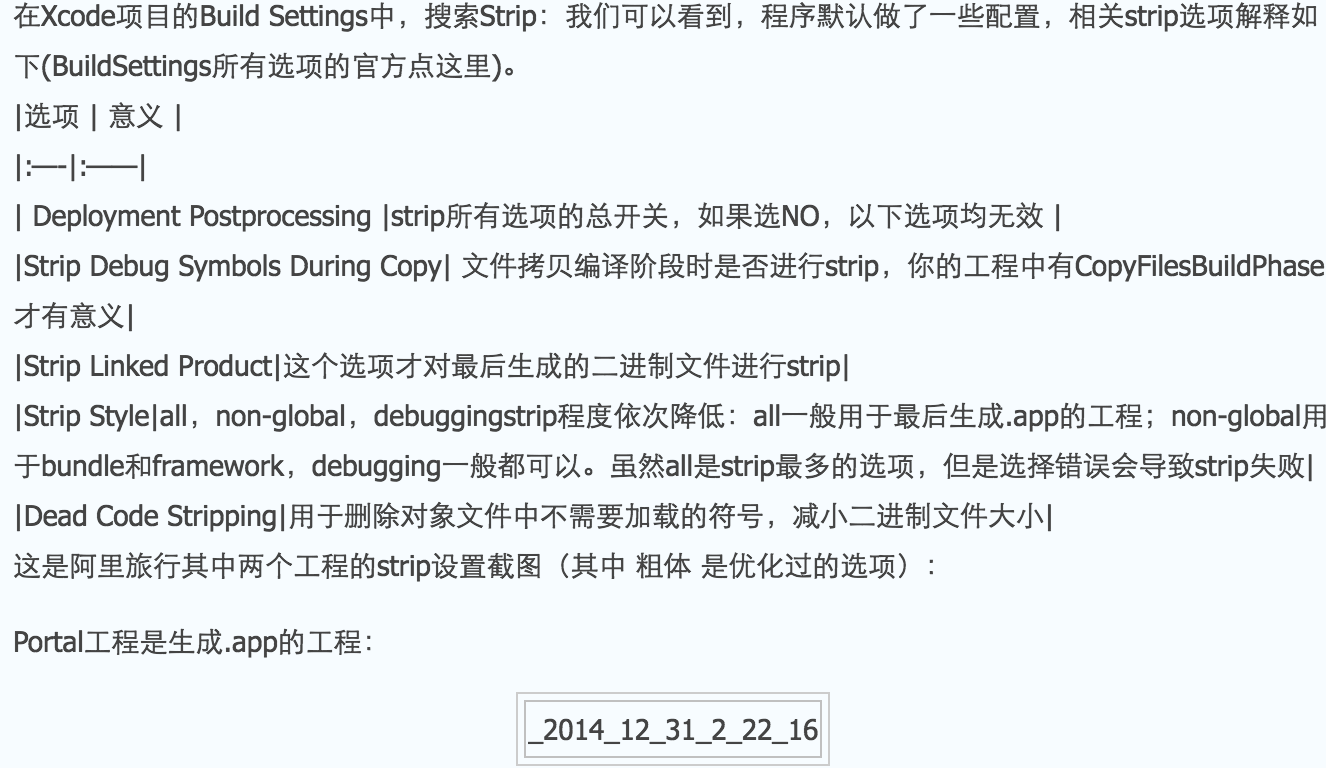 在Xcode项目的Build Settings中，搜索Strip：我们可以看到，程序默认做了一些配置，相关strip选项解释如
下(BuildSettings所有选项的官方点这里)。
|选项 | 意义 |
|:—-|:——|
| Deployment Postprocessing |strip所有选项的总开关，如果选NO，以下选项均无效 |
|Strip Debug Symbols During Copy| 文件拷贝编译阶段时是否进行strip，你的工程中有CopyFilesBuildPhase
才有意义|
|Strip Linked Product|这个选项才对最后生成的二进制文件进行strip|
|Strip Style|all，non-global，debuggingstrip程度依次降低：all一般用于最后生成.app的工程；non-global用
于bundle和framework，debugging一般都可以。虽然all是strip最多的选项，但是选择错误会导致strip失败|
|Dead Code Stripping|用于删除对象文件中不需要加载的符号，减小二进制文件大小|
这是阿里旅行其中两个工程的strip设置截图（其中 粗体 是优化过的选项）：
Portal工程是生成.app的工程：
_2014_12_31_2_22_16